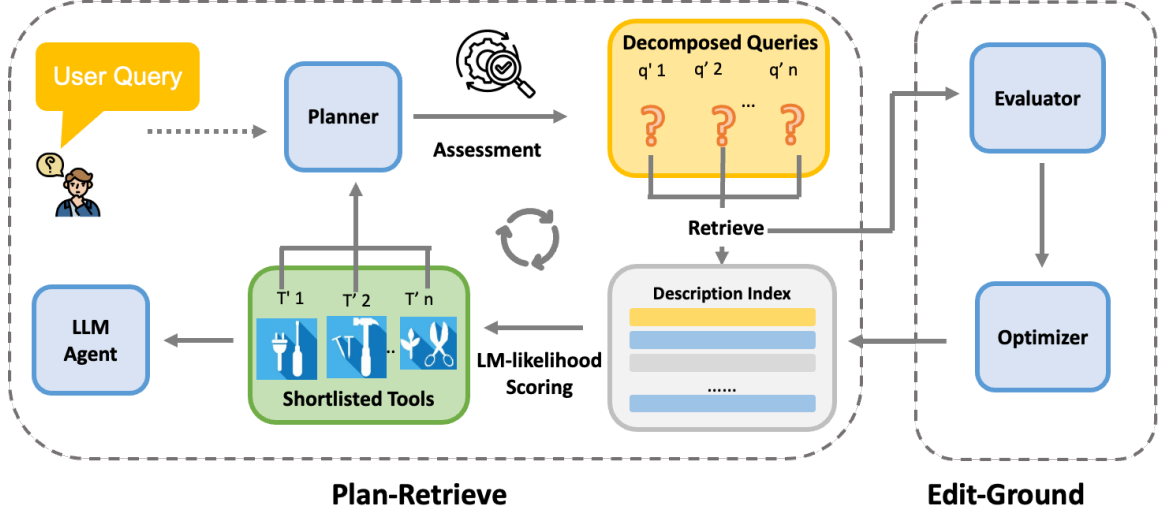 User Query
Planner
Assessment
Decomposed Queries
q' 1
q’ 2
q’ n
...
Evaluator
Retrieve
T' 1
T’ 2
T’ n
..
Shortlisted Tools
LLM
Agent
LM-likelihood
Scoring
Description Index
......
Optimizer
Plan-Retrieve
Edit-Ground